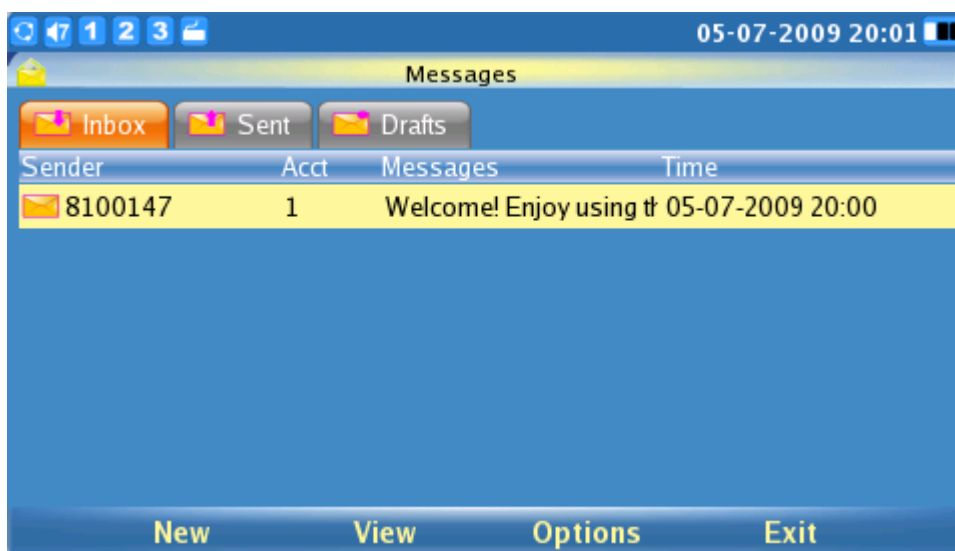 7 1 2 3 05-07-2009 20:01
Messages
Inbox Sent Drafts
Sender Acct Messages Time
8100147 1 Welcome! Enjoy using th 05-07-2009 20:00
New View Options Exit